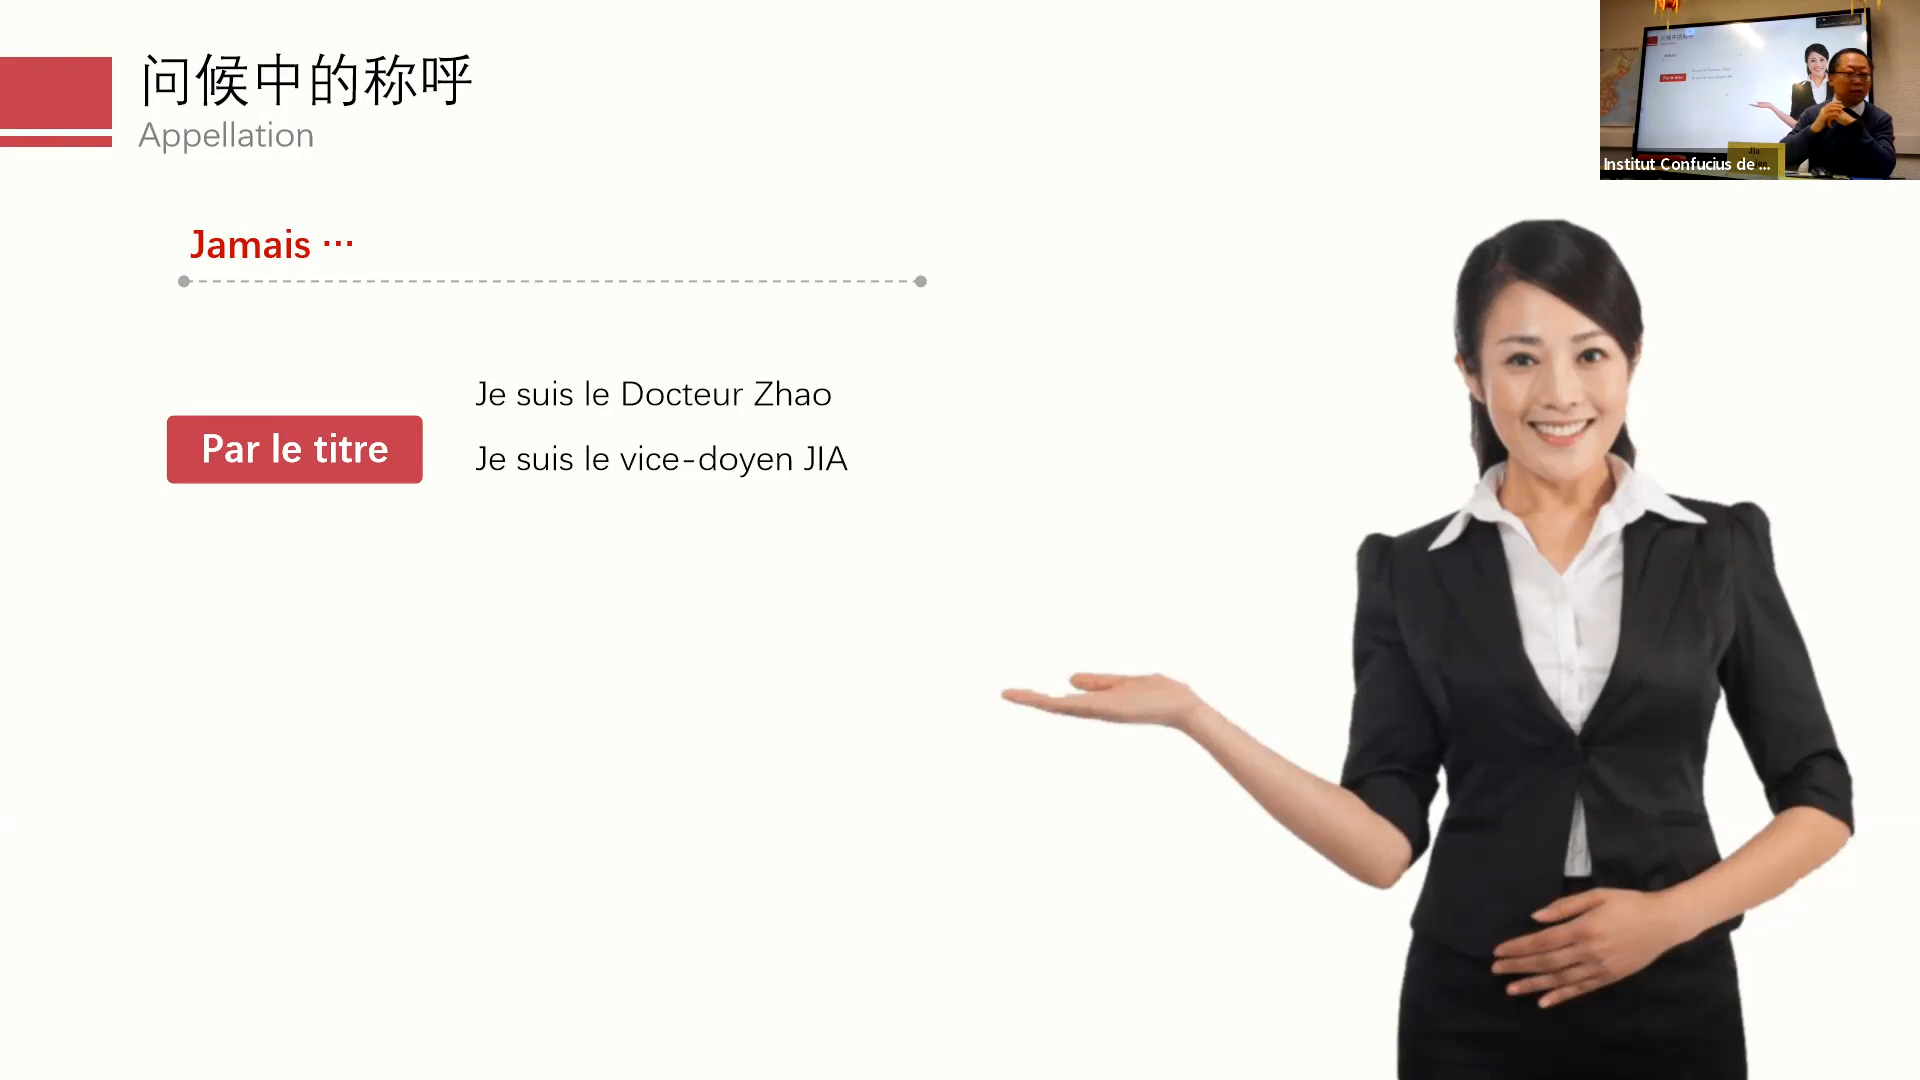 问候中的称呼
Appellation
Jamais ···
Par le titre
Je suis le Docteur Zhao
Je suis le vice-doyen JIA
Institut Confucius de ...
Jia